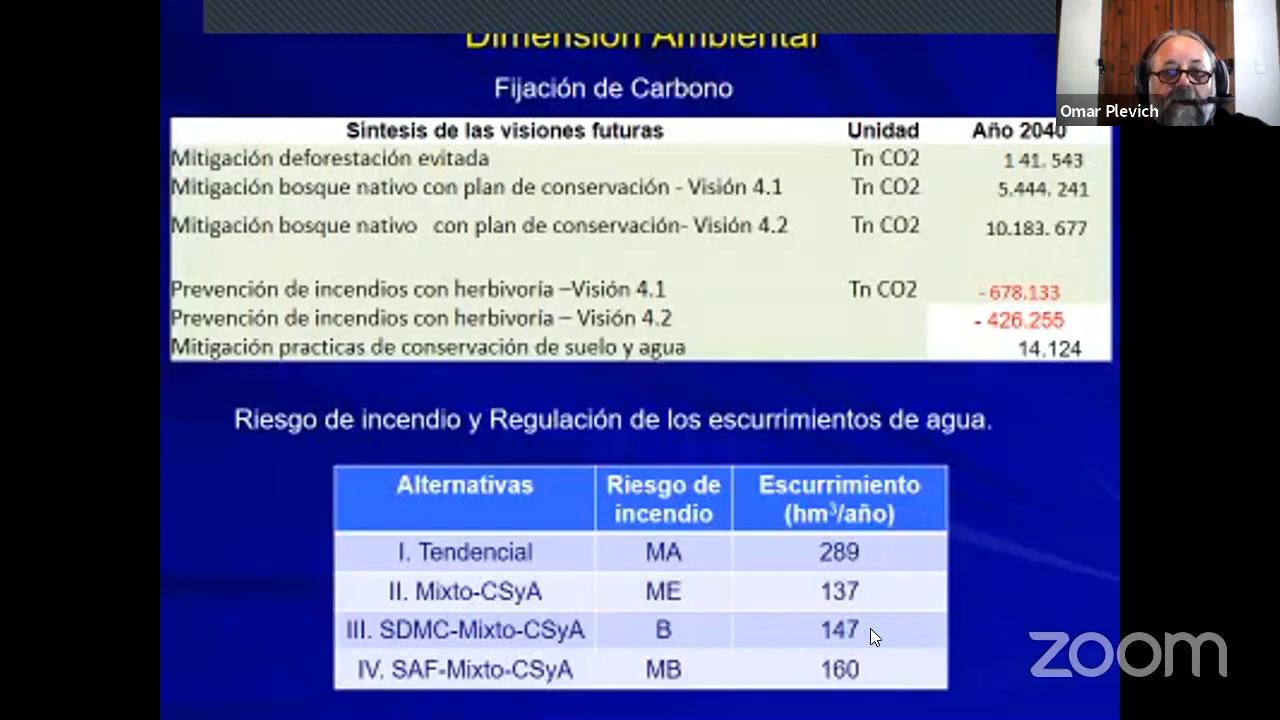 Dimensión Ambiental
Omar Plevich
Fijación de Carbono
Síntesis de las visiones futuras Unidad Año 2040
Mitigación deforestación evitada Tn CO2 1 41. 543
Mitigación bosque nativo con plan de conservación - Visión 4.1 Tn CO2 5.444. 241
Mitigación bosque nativo con plan de conservación- Visión 4.2 Tn CO2 10.183. 677
Prevención de incendios con herbivoría –Visión 4.1 Tn CO2 - 678.133
Prevención de incendios con herbivoría – Visión 4.2 - 426.255
Mitigación practicas de conservación de suelo y agua 14.124
Riesgo de incendio y Regulación de los escurrimientos de agua.
Alternativas Riesgo de incendio Escurrimiento (hm³/año)
I. Tendencial MA 289
II. Mixto-CSyA ME 137
III. SDMC-Mixto-CSyA B 147
IV. SAF-Mixto-CSyA MB 160
zoom